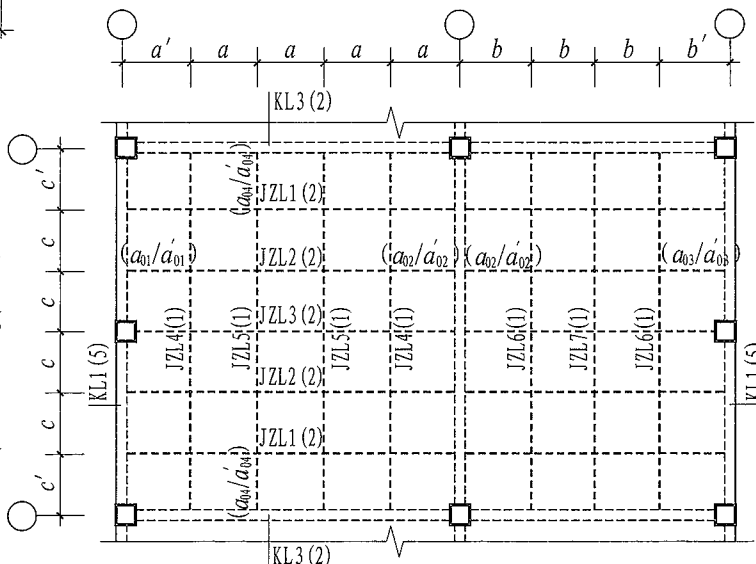 a' a a a a b b b b'
KL3(2)
c' c c c c c'
(a04/a'04)
JZL1(2)
(a01/a'01) JZL2(2) (a02/a'02) (a02/a'02) (a03/a'03)
JZL4(1) JZL5(1) JZL3(2) JZL5(1) JZL4(1) JZL6(1) JZL7(1) JZL6(1)
KL1(5) JZL2(2) KL1(5)
JZL1(2)
(a04/a'04)
KL3(2)